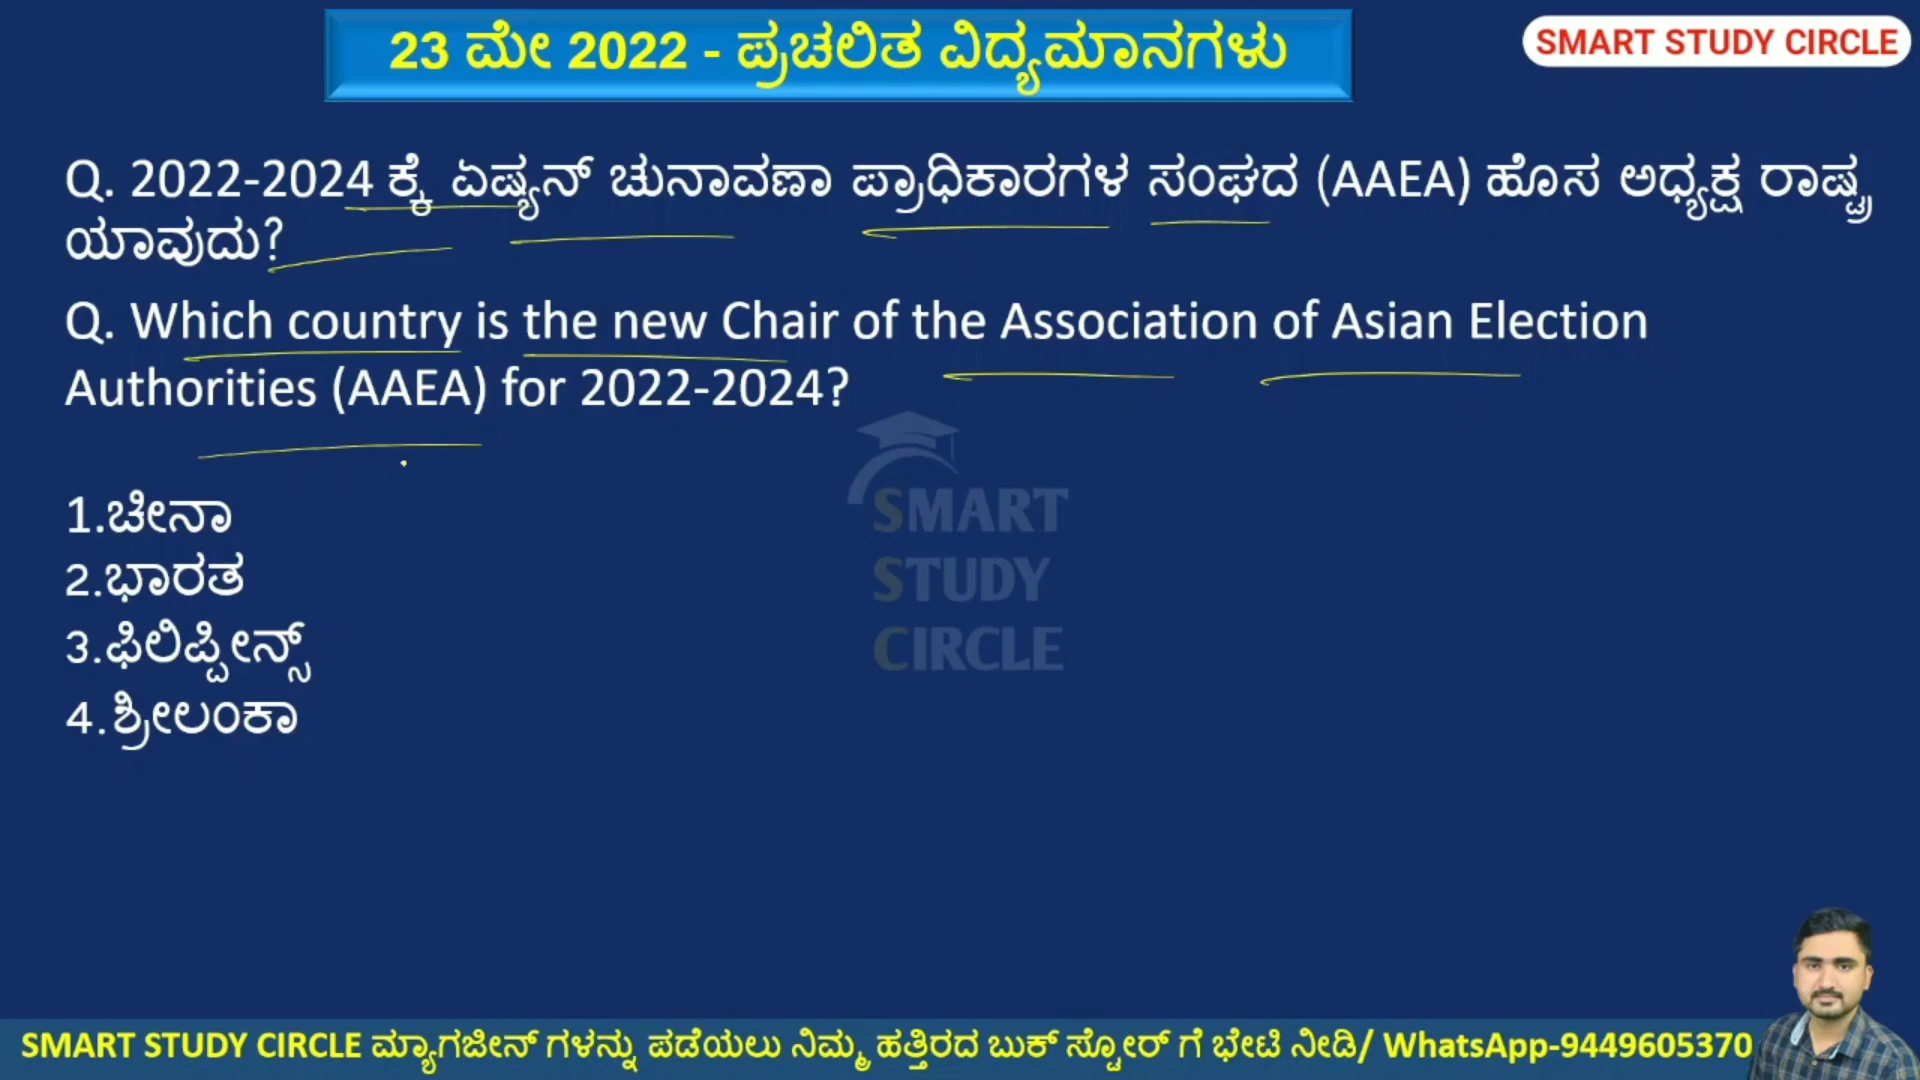 23 ಮೇ 2022 - ಪ್ರಚಲಿತ ವಿದ್ಯಮಾನಗಳು
SMART STUDY CIRCLE
Q. 2022-2024 ಕ್ಕೆ ಏಷ್ಯನ್ ಚುನಾವಣಾ ಪ್ರಾಧಿಕಾರಗಳ ಸಂಘದ (AAEA) ಹೊಸ ಅಧ್ಯಕ್ಷ ರಾಷ್ಟ್ರ
ಯಾವುದು?
Q. Which country is the new Chair of the Association of Asian Election
Authorities (AAEA) for 2022-2024?
SMART
STUDY
CIRCLE
1.ಚೀನಾ
2.ಭಾರತ
3.ಫಿಲಿಪ್ಪೀನ್ಸ್
4.ಶ್ರೀಲಂಕಾ
SMART STUDY CIRCLE ಮ್ಯಾಗಜೀನ್ ಗಳನ್ನು ಪಡೆಯಲು ನಿಮ್ಮ ಹತ್ತಿರದ ಬುಕ್ ಸ್ಟೋರ್ ಗೆ ಭೇಟಿ ನೀಡಿ/ WhatsApp-9449605370